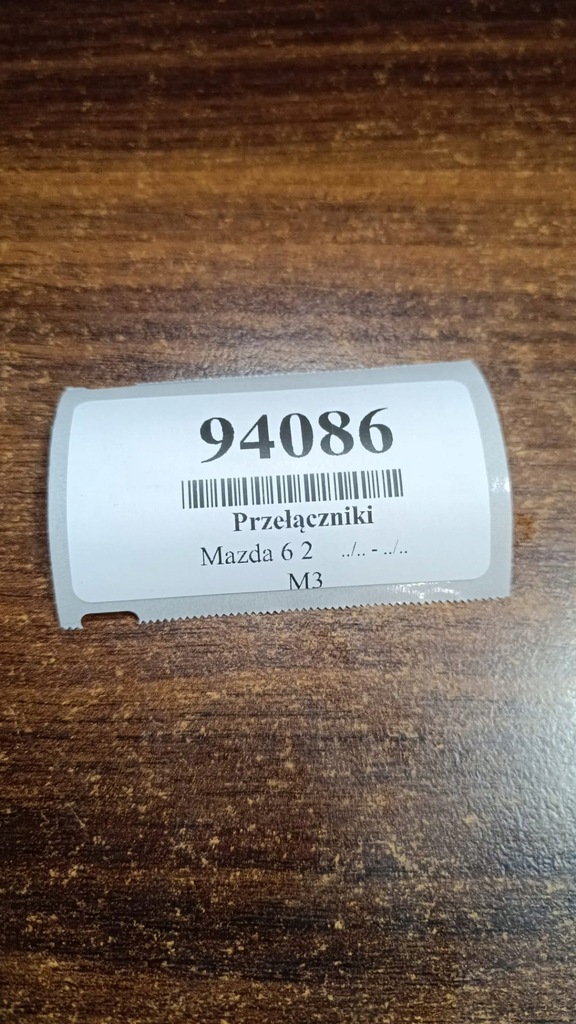 94086
Przełączniki
Mazda 6 2 ../.. - ../..
M3